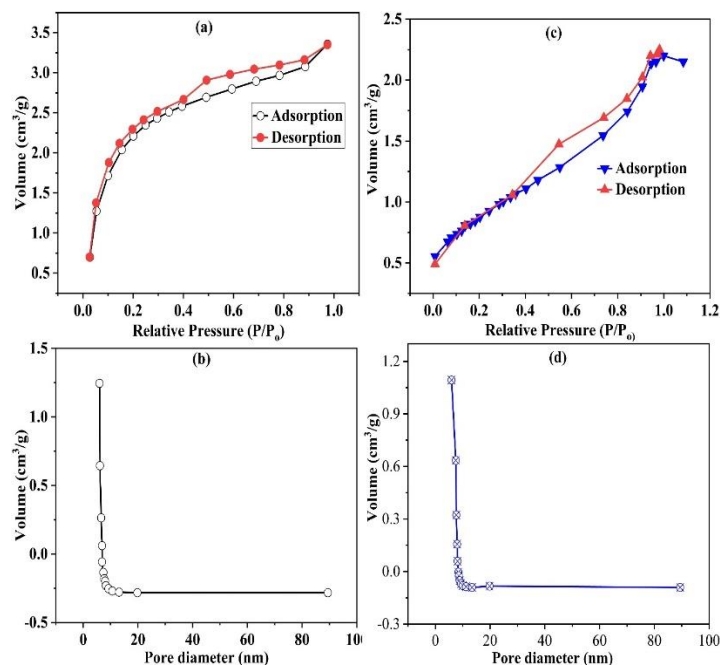 (a)
3.5
3.0
2.5
2.0
1.5
1.0
0.5
Volume (cm³/g)
Adsorption
Desorption
0.0 0.2 0.4 0.6 0.8 1.0
Relative Pressure (P/P₀)
(c)
2.5
2.0
1.5
1.0
0.5
Volume (cm³/g)
Adsorption
Desorption
0.0 0.2 0.4 0.6 0.8 1.0 1.2
Relative Pressure (P/P₀)
(b)
1.5
1.0
0.5
0.0
-0.5
Volume (cm³/g)
0 20 40 60 80 100
Pore diameter (nm)
(d)
1.2
0.9
0.6
0.3
0.0
-0.3
Volume (cm³/g)
0 20 40 60 80 100
Pore diameter (nm)